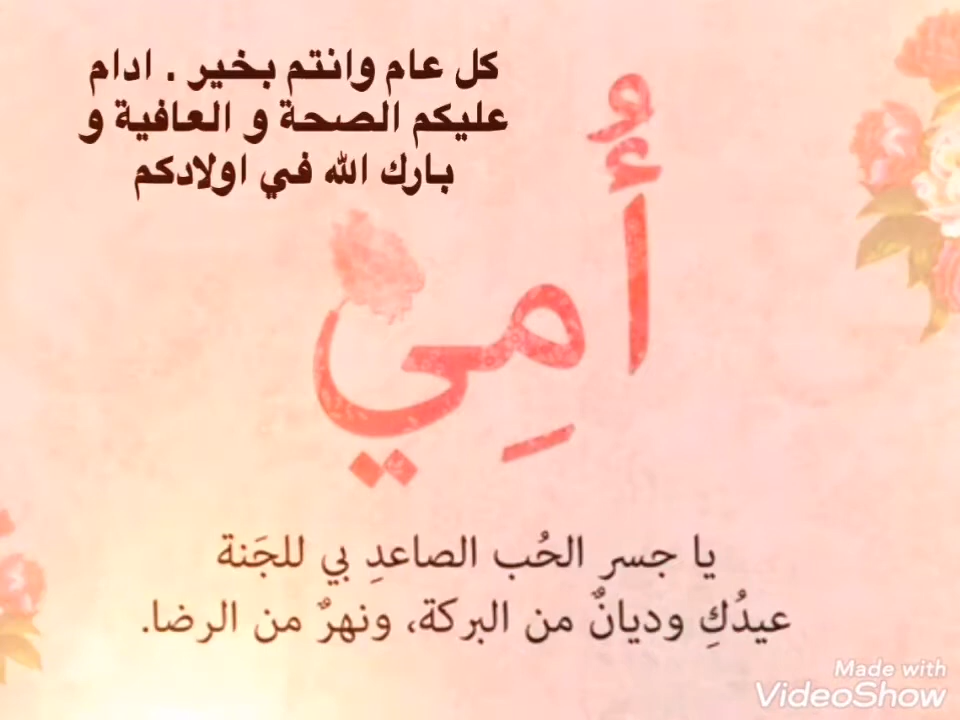 كل عام وانتم بخير . ادام
عليكم الصحة و العافية و
بارك الله في اولادكم
أُمِي
يا جسر الحُب الصاعدِ بي للجَنة
عيدُكِ وديانٌ من البركة، ونهرٌ من الرضا.
Made with
VideoShow